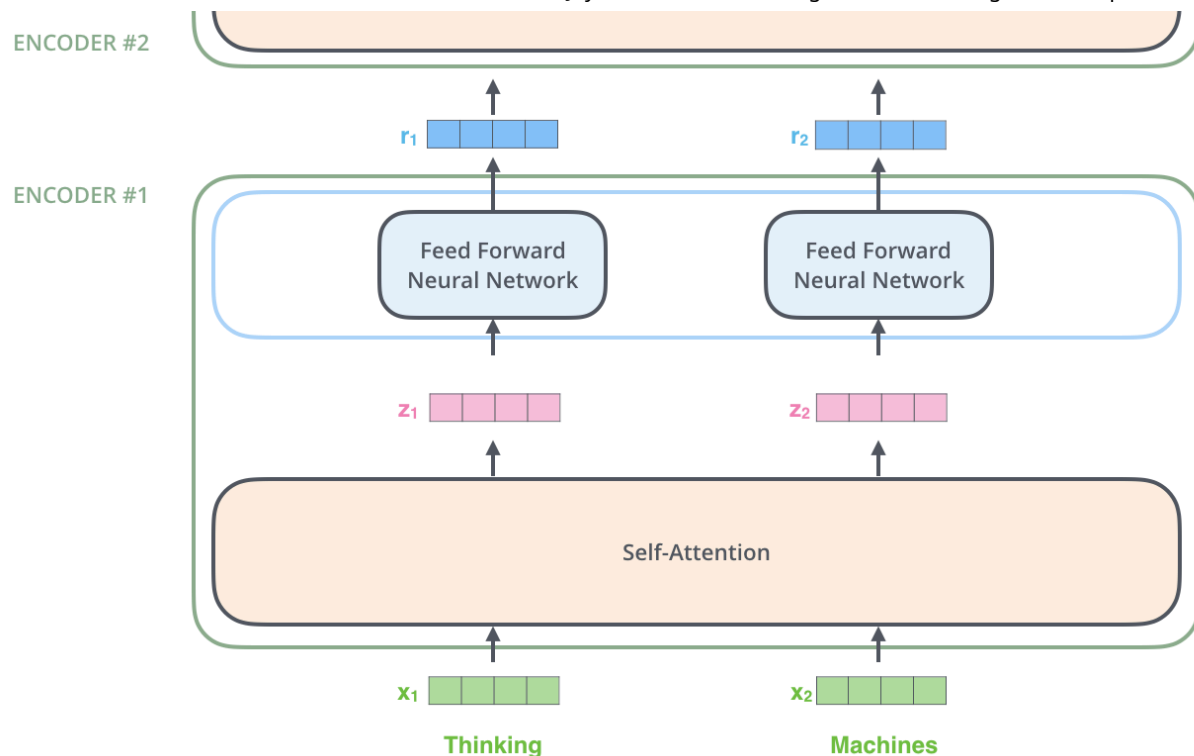 ENCODER #2
r1
r2
ENCODER #1
Feed Forward
Neural Network
Feed Forward
Neural Network
z1
z2
Self-Attention
x1
x2
Thinking
Machines